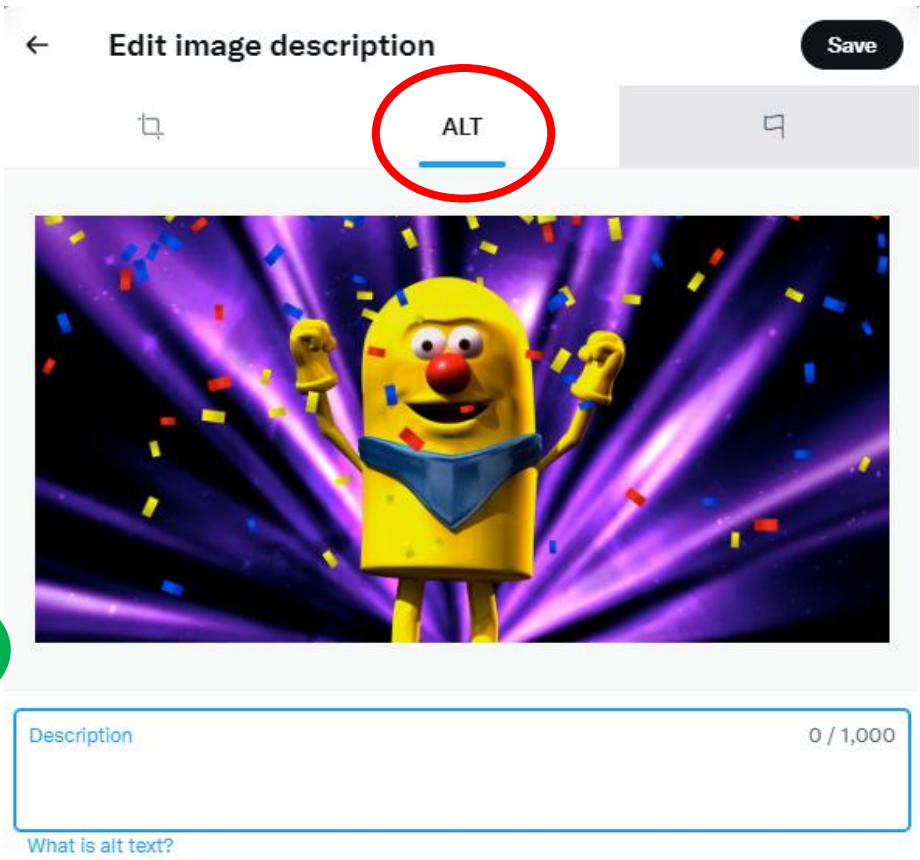 Edit image description
Save
ALT
Description
0 / 1,000
What is alt text?